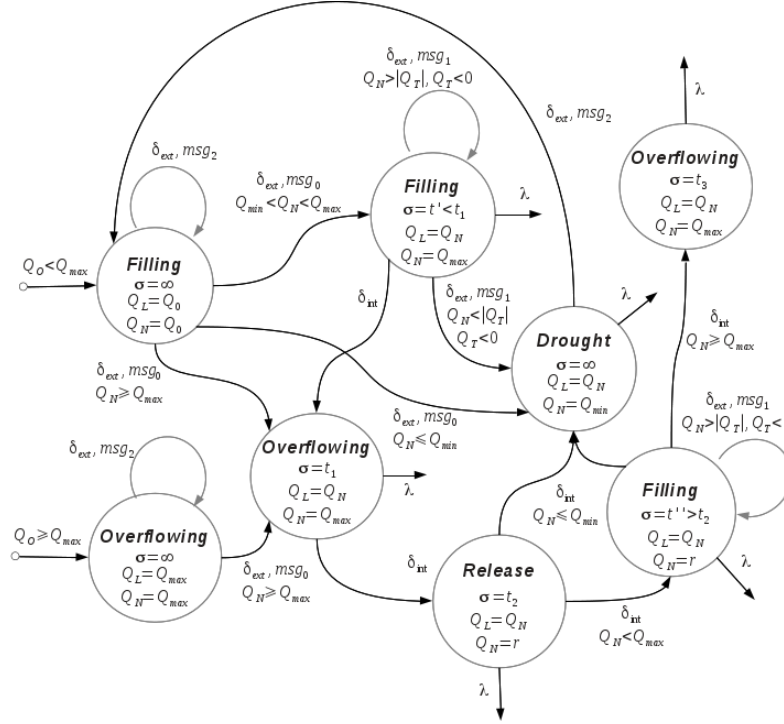 δext, msg1
QN>|QT|, QT<0
λ
δext, msg2
δext, msg2
δext, msg0
Qmin<QN<Qmax
Filling
σ=t'<t1
QL=QN
QN=Qmax
λ
Overflowing
σ=t3
QL=QN
QN=Qmax
QO<Qmax
Filling
σ=∞
QL=Q0
QN=Q0
δint
δext, msg1
QN<|QT|
QT<0
λ
Drought
σ=∞
QL=QN
QN=Qmin
δint
QN⩾Qmax
δext, msg0
QN⩾Qmax
δext, msg0
QN⩽Qmin
δext, msg1
QN>|QT|, QT<
δext, msg2
Overflowing
σ=t1
QL=QN
QN=Qmax
λ
QO⩾Qmax
Overflowing
σ=∞
QL=Qmax
QN=Qmax
δext, msg0
QN⩾Qmax
δint
δint
QN⩽Qmin
Filling
σ=t''>t2
QL=QN
QN=r
λ
Release
σ=t2
QL=QN
QN=r
δint
QN<Qmax
λ